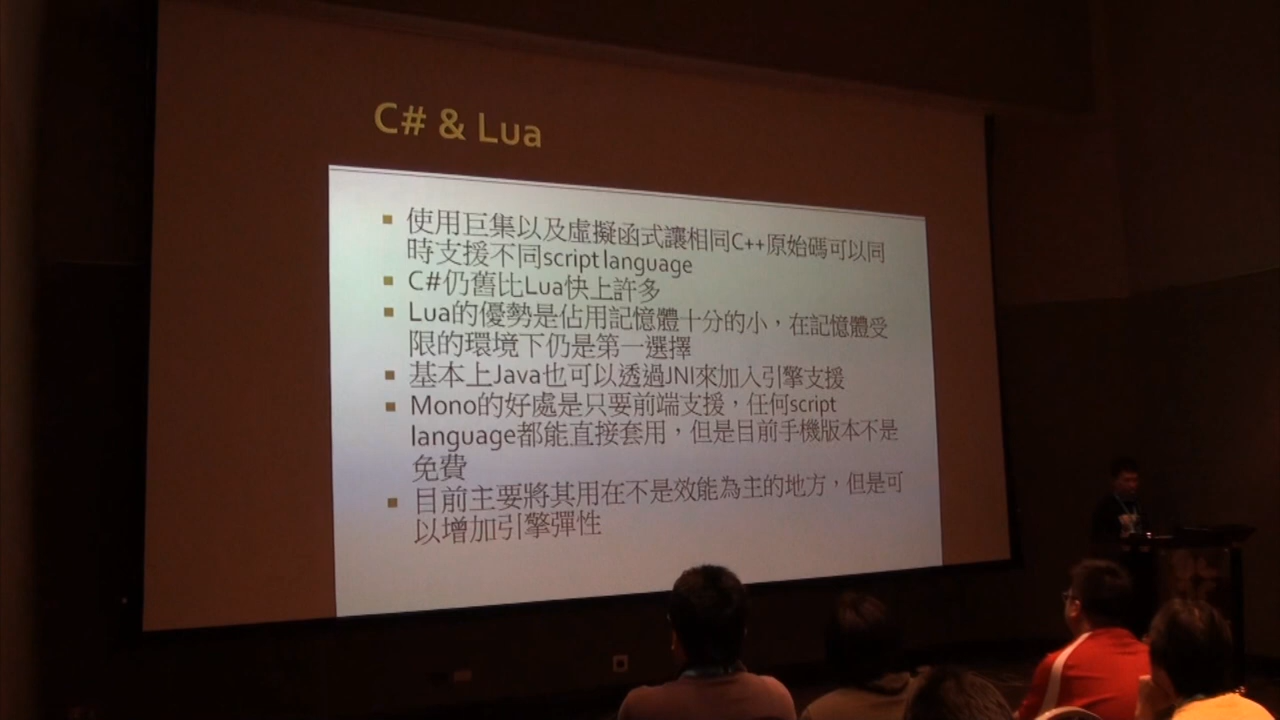 C# & Lua
使用巨集以及虛擬函式讓相同C++原始碼可以同
時支援不同script language
C#仍舊比Lua快上許多
Lua的優勢是佔用記憶體十分的小，在記憶體受
限的環境下仍是第一選擇
基本上Java也可以透過JNI來加入引擎支援
Mono的好處是只要前端支援，任何script
language都能直接套用，但是目前手機版本不是
免費
目前主要將其用在不是效能為主的地方，但是可
以增加引擎彈性